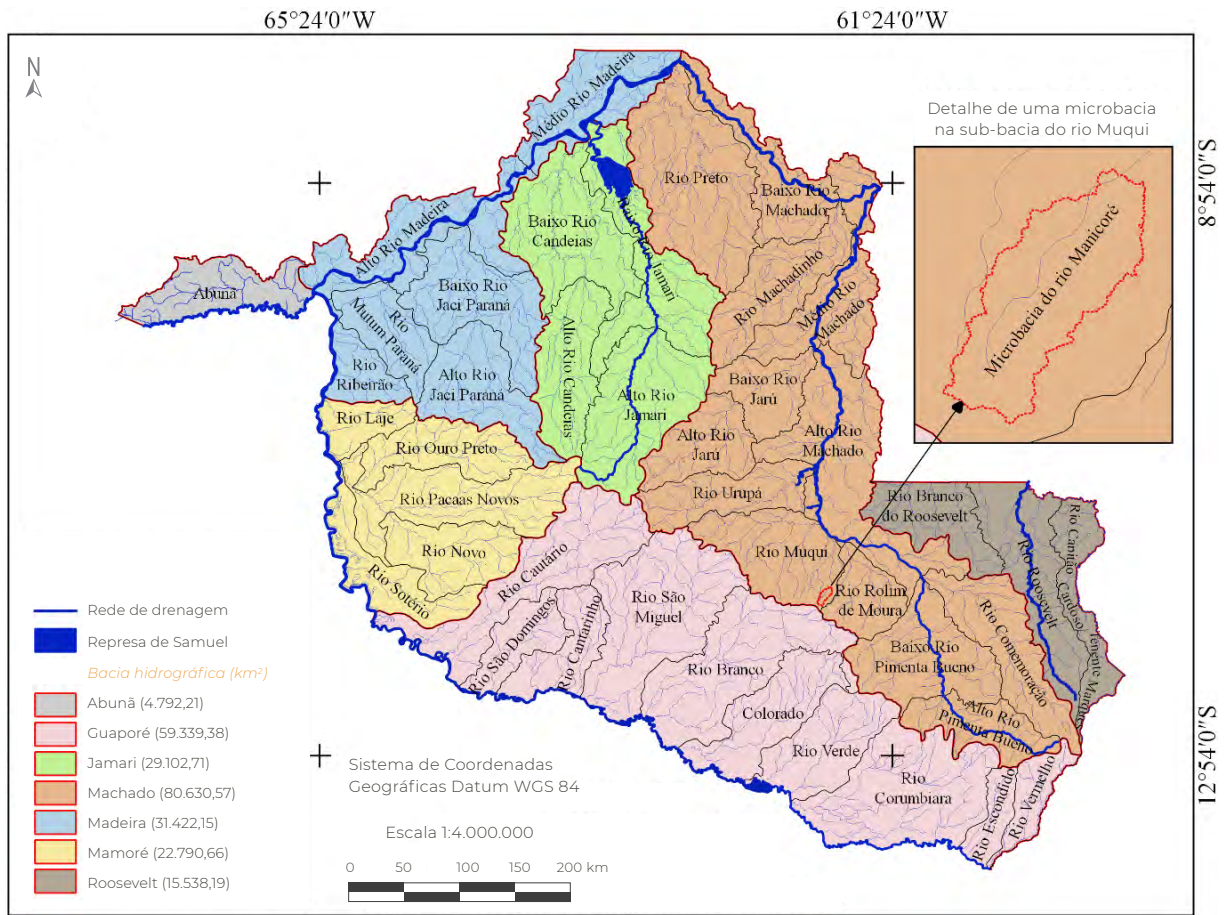 65°24'0"W
61°24'0"W
N
Detalhe de uma microbacia
na sub-bacia do rio Muqui
Microbacia do rio Manicoré
8°54'0"S
12°54'0"S
Médio Rio Madeira
Alto Rio Madeira
Abunã
Rio
Mutum Paraná
Baixo Rio
Jaci Paraná
Rio
Ribeirão
Alto Rio
Jaci Paraná
Baixo Rio
Candeias
Baixo Rio Jamari
Alto Rio Candeias
Alto Rio
Jamari
Rio Preto
Baixo Rio
Machado
Rio Machadinho
Médio Rio
Machado
Baixo Rio
Jarú
Alto Rio
Jarú
Alto Rio
Machado
Rio Urupá
Rio Muqui
Rio Rolim
de Moura
Baixo Rio
Pimenta Bueno
Rio Comemoração
Alto Rio
Pimenta Bueno
Rio Branco
do Roosevelt
Rio Roosevelt
Rio Capitão Cardoso
Tenente Marques
Rio Laje
Rio Ouro Preto
Rio Pacaas Novos
Rio Novo
Rio Sotério
Rio Cautário
Rio São Domingos
Rio Cautarinho
Rio São
Miguel
Rio Branco
Colorado
Rio Verde
Rio
Corumbiara
Rio Escondido
Rio Vermelho
Rede de drenagem
Represa de Samuel
Bacia hidrográfica (km²)
Abunã (4.792,21)
Guaporé (59.339,38)
Jamari (29.102,71)
Machado (80.630,57)
Madeira (31.422,15)
Mamoré (22.790,66)
Roosevelt (15.538,19)
Sistema de Coordenadas
Geográficas Datum WGS 84
Escala 1:4.000.000
0 50 100 150 200 km